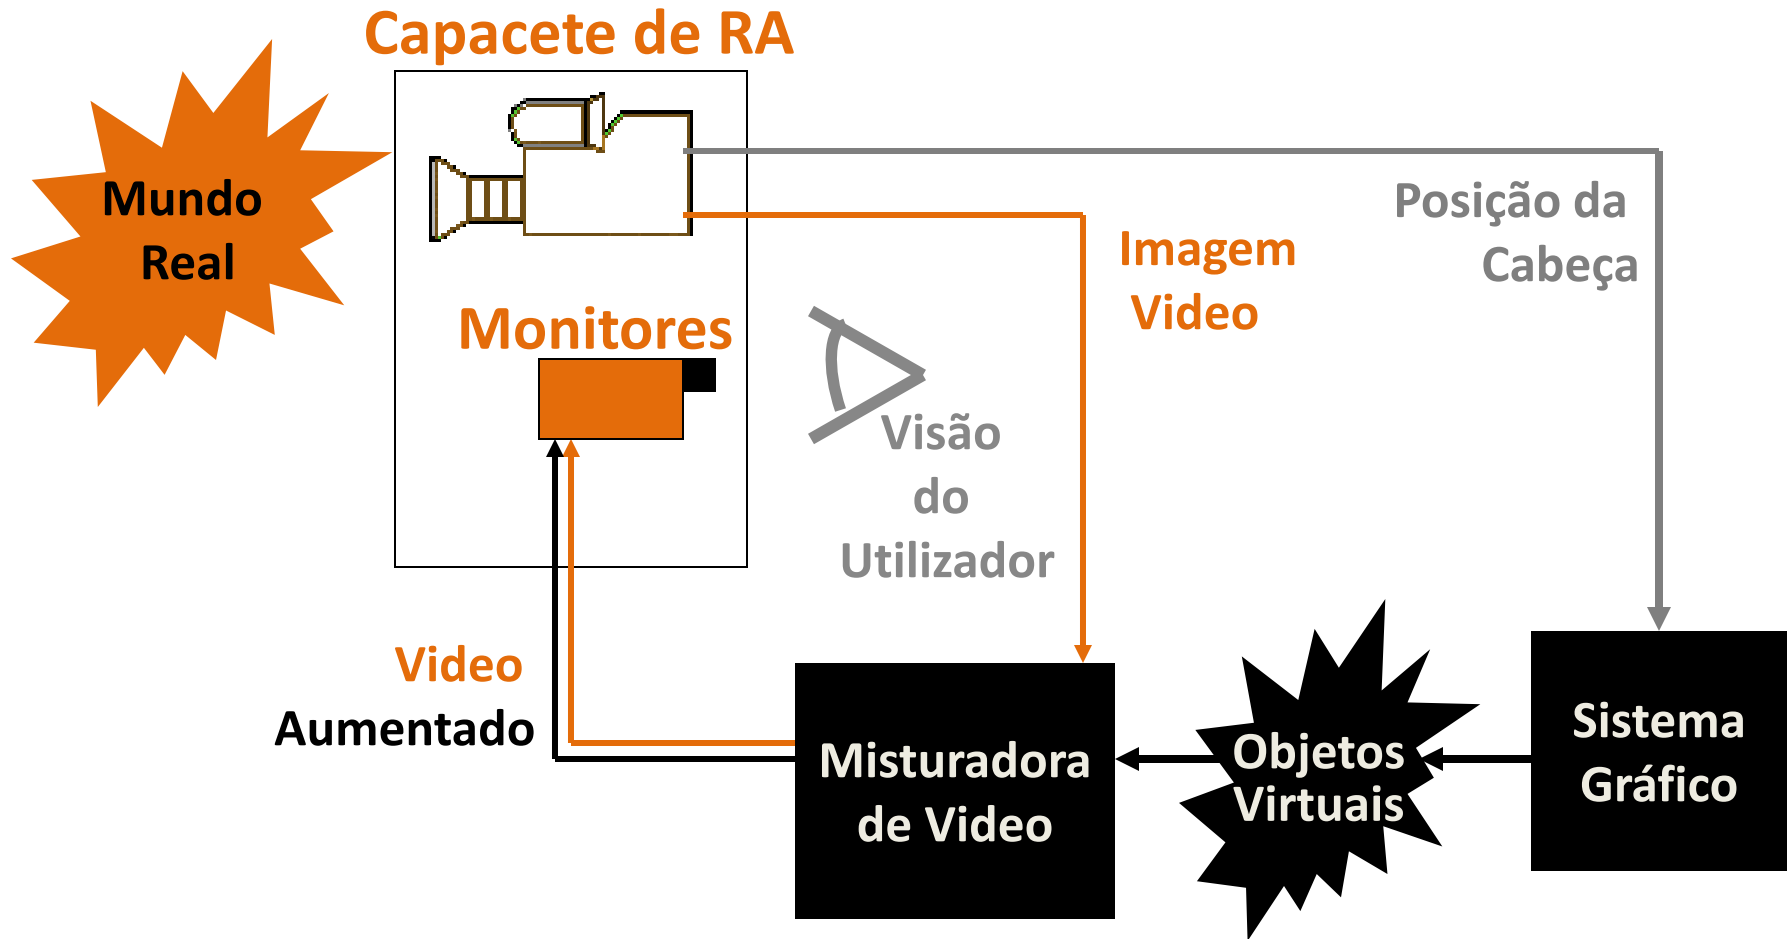 Capacete de RA
Mundo
Real
Posição da
Cabeça
Imagem
Video
Monitores
Visão
do
Utilizador
Video
Aumentado
Misturadora
de Video
Objetos
Virtuais
Sistema
Gráfico